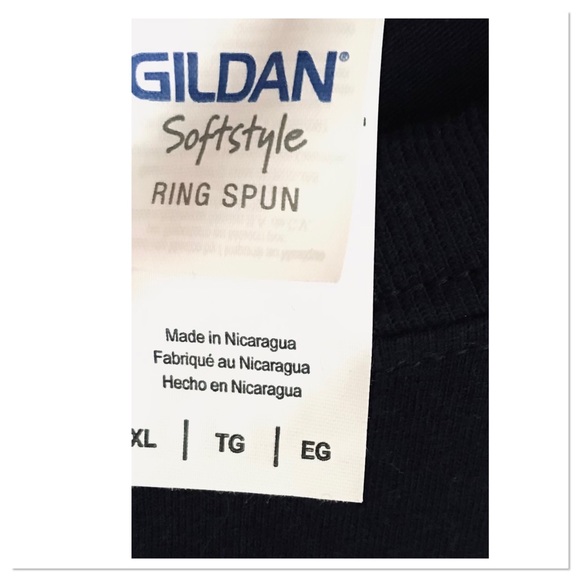 GILDAN®
Softstyle
RING SPUN
Made in Nicaragua
Fabriqué au Nicaragua
Hecho en Nicaragua
XL | TG | EG